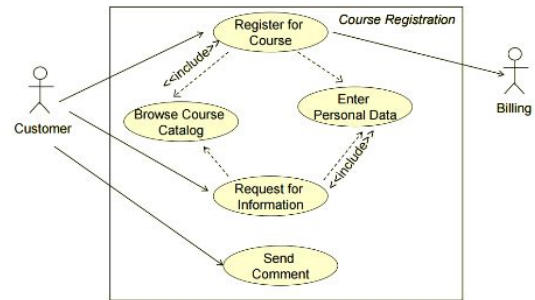 Register for
Course
Course Registration
<<include>>
Customer
Browse Course
Catalog
Enter
Personal Data
Billing
<<include>>
Request for
Information
Send
Comment